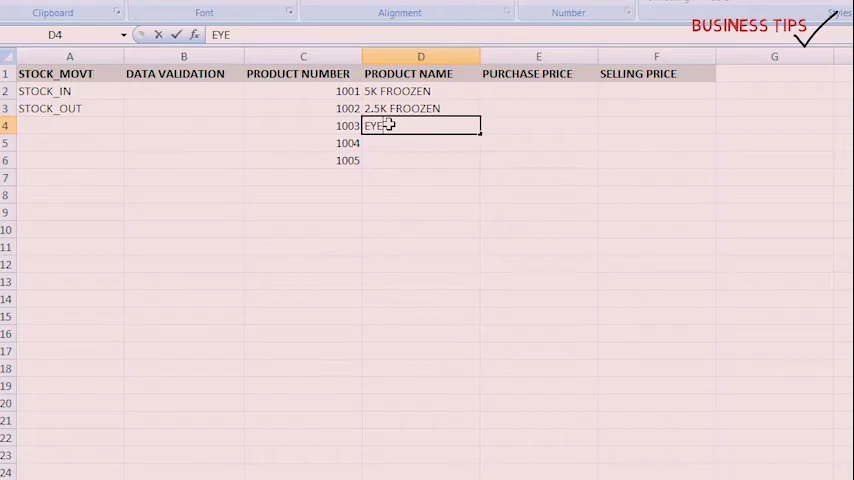 Clipboard Font Alignment Number Styles
BUSINESS TIPS
D4 fx EYE
A B C D E F G
1 STOCK_MOVT DATA VALIDATION PRODUCT NUMBER PRODUCT NAME PURCHASE PRICE SELLING PRICE
2 STOCK_IN 1001 5K FROOZEN
3 STOCK_OUT 1002 2.5K FROOZEN
4 1003 EYE
5 1004
6 1005
7
8
9
10
11
12
13
14
15
16
17
18
19
20
21
22
23
24